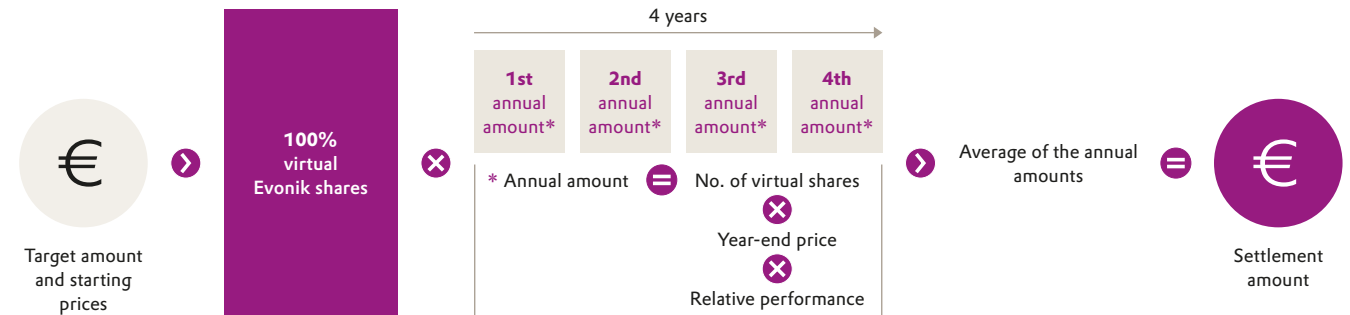 4 years
€
Target amount
and starting
prices
100%
virtual
Evonik shares
1st
annual
amount*
2nd
annual
amount*
3rd
annual
amount*
4th
annual
amount*
* Annual amount = No. of virtual shares
×
Year-end price
×
Relative performance
Average of the annual
amounts
=
€
Settlement
amount